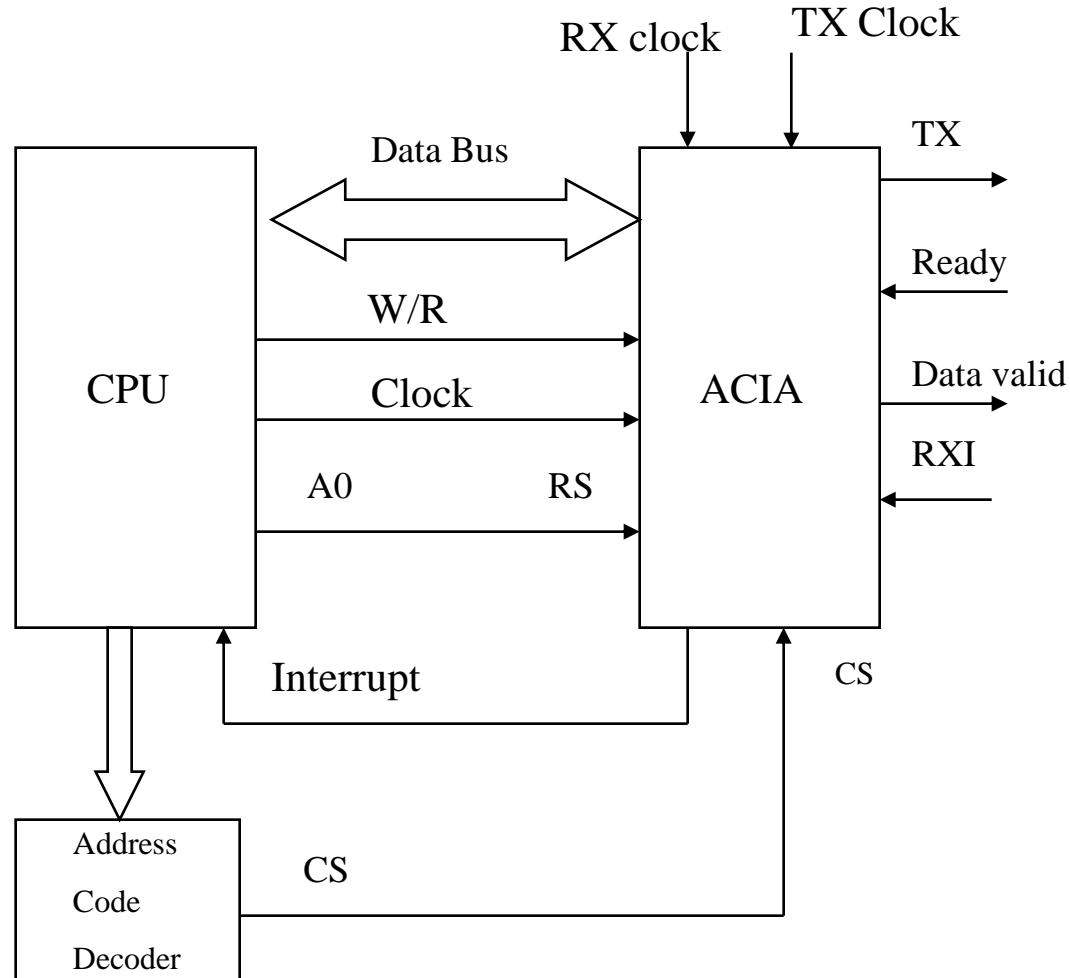 RX clock
TX Clock
TX
Data Bus
Ready
W/R
CPU
Clock
ACIA
Data valid
RXI
A0
RS
Interrupt
CS
Address
Code
Decoder
CS